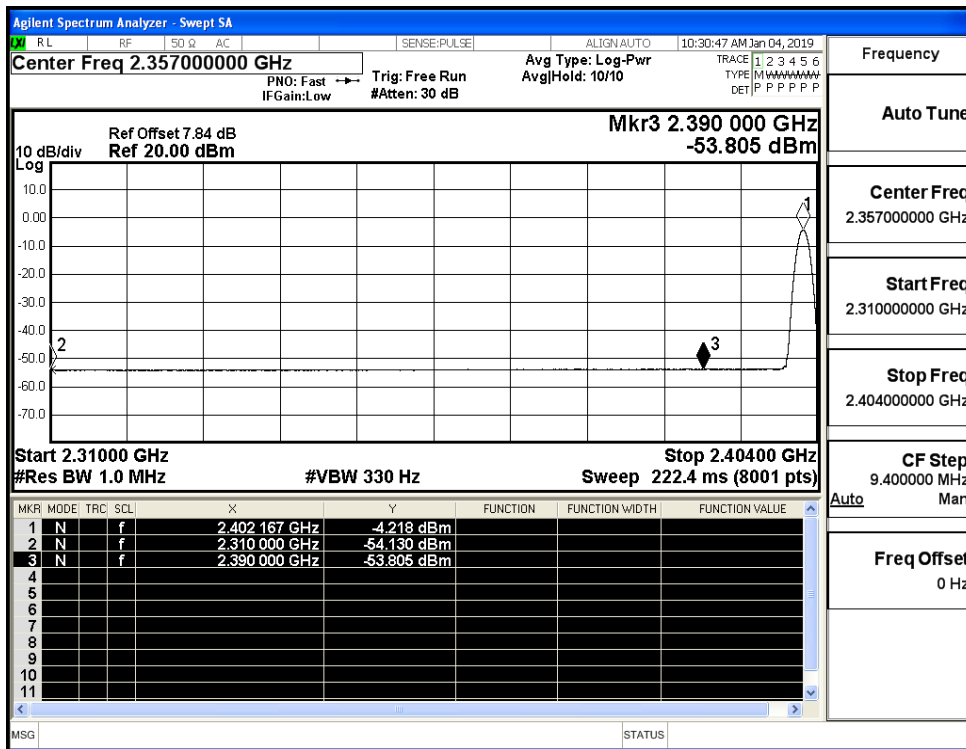 Agilent Spectrum Analyzer - Swept SA
LXI RL RF 50 Ω AC SENSE:PULSE ALIGNAUTO 10:30:47 AM Jan 04, 2019
Center Freq 2.357000000 GHz
PNO: Fast
IFGain:Low
Trig: Free Run
#Atten: 30 dB
Avg Type: Log-Pwr
Avg|Hold: 10/10
TRACE 1 2 3 4 5 6
TYPE M W W W W W
DET P P P P P P
Ref Offset 7.84 dB
10 dB/div Ref 20.00 dBm
Log
Mkr3 2.390 000 GHz
-53.805 dBm
10.0
0.00
-10.0
-20.0
-30.0
-40.0
-50.0
-60.0
-70.0
1
2
3
Start 2.31000 GHz Stop 2.40400 GHz
#Res BW 1.0 MHz #VBW 330 Hz Sweep 222.4 ms (8001 pts)
MKR MODE TRC SCL X Y FUNCTION FUNCTION WIDTH FUNCTION VALUE
1 N f 2.402 167 GHz -4.218 dBm
2 N f 2.310 000 GHz -54.130 dBm
3 N f 2.390 000 GHz -53.805 dBm
4
5
6
7
8
9
10
11
MSG STATUS
Frequency
Auto Tune
Center Freq
2.357000000 GHz
Start Freq
2.310000000 GHz
Stop Freq
2.404000000 GHz
CF Step
9.400000 MHz
Auto Man
Freq Offset
0 Hz